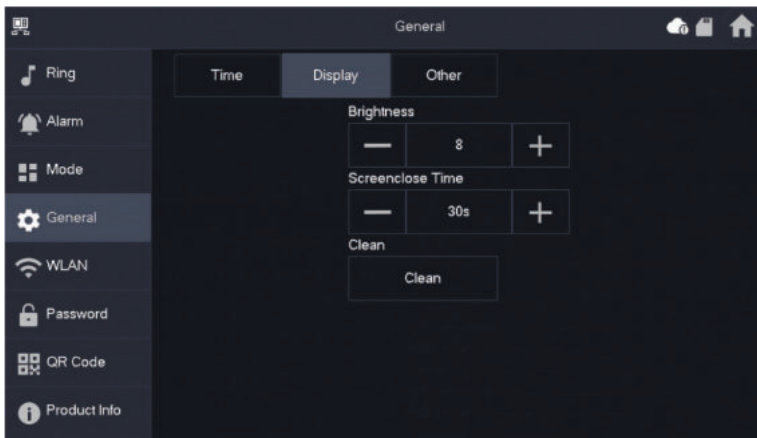 General
Ring
Alarm
Mode
General
WLAN
Password
QR Code
Product Info
Time Display Other
Brightness
8
Screenclose Time
30s
Clean
Clean